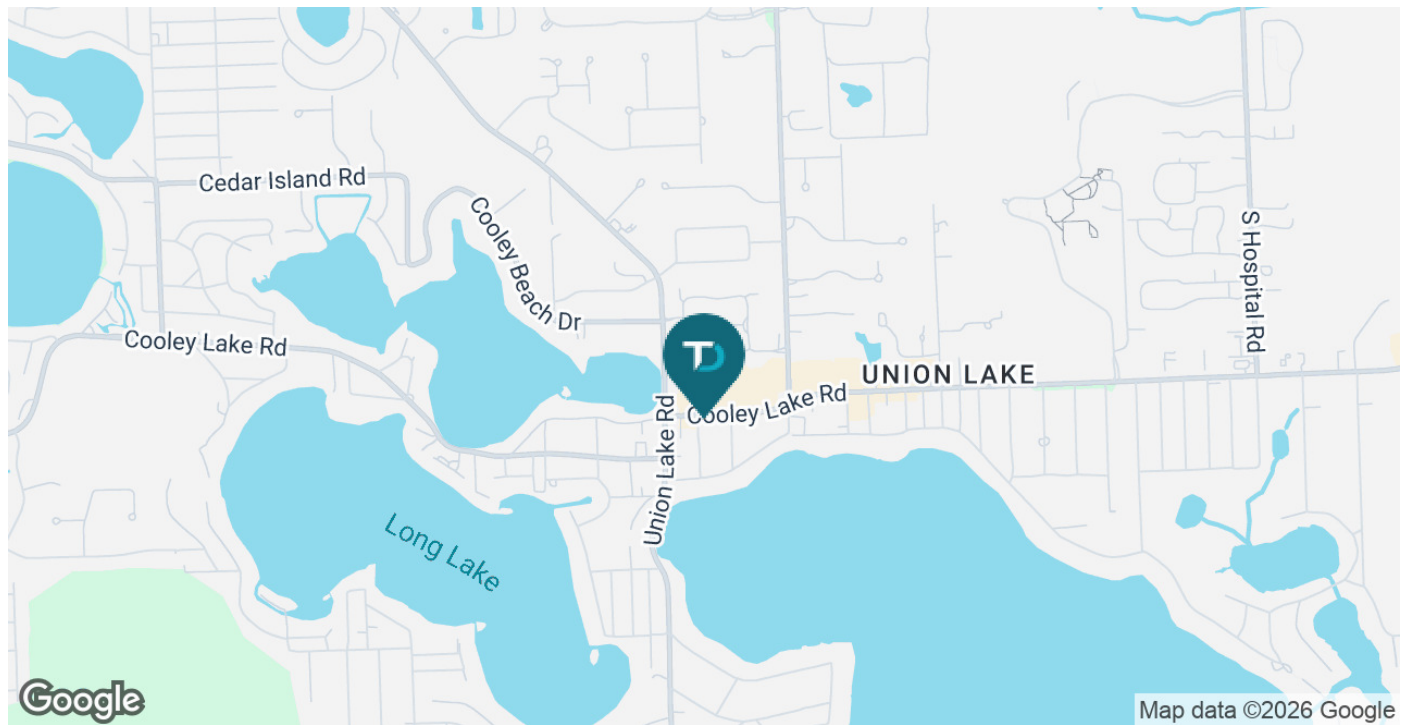 Cedar Island Rd
Cooley Beach Dr
S Hospital Rd
Cooley Lake Rd
TD
UNION LAKE
Cooley Lake Rd
Union Lake Rd
Long Lake
Google
Map data ©2026 Google